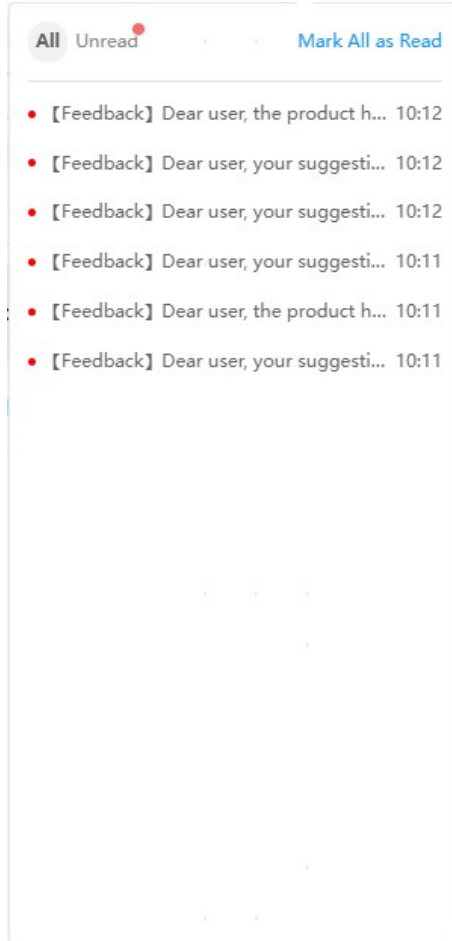 All Unread Mark All as Read
【Feedback】Dear user, the product h... 10:12
【Feedback】Dear user, your suggesti... 10:12
【Feedback】Dear user, your suggesti... 10:12
【Feedback】Dear user, your suggesti... 10:11
【Feedback】Dear user, the product h... 10:11
【Feedback】Dear user, your suggesti... 10:11